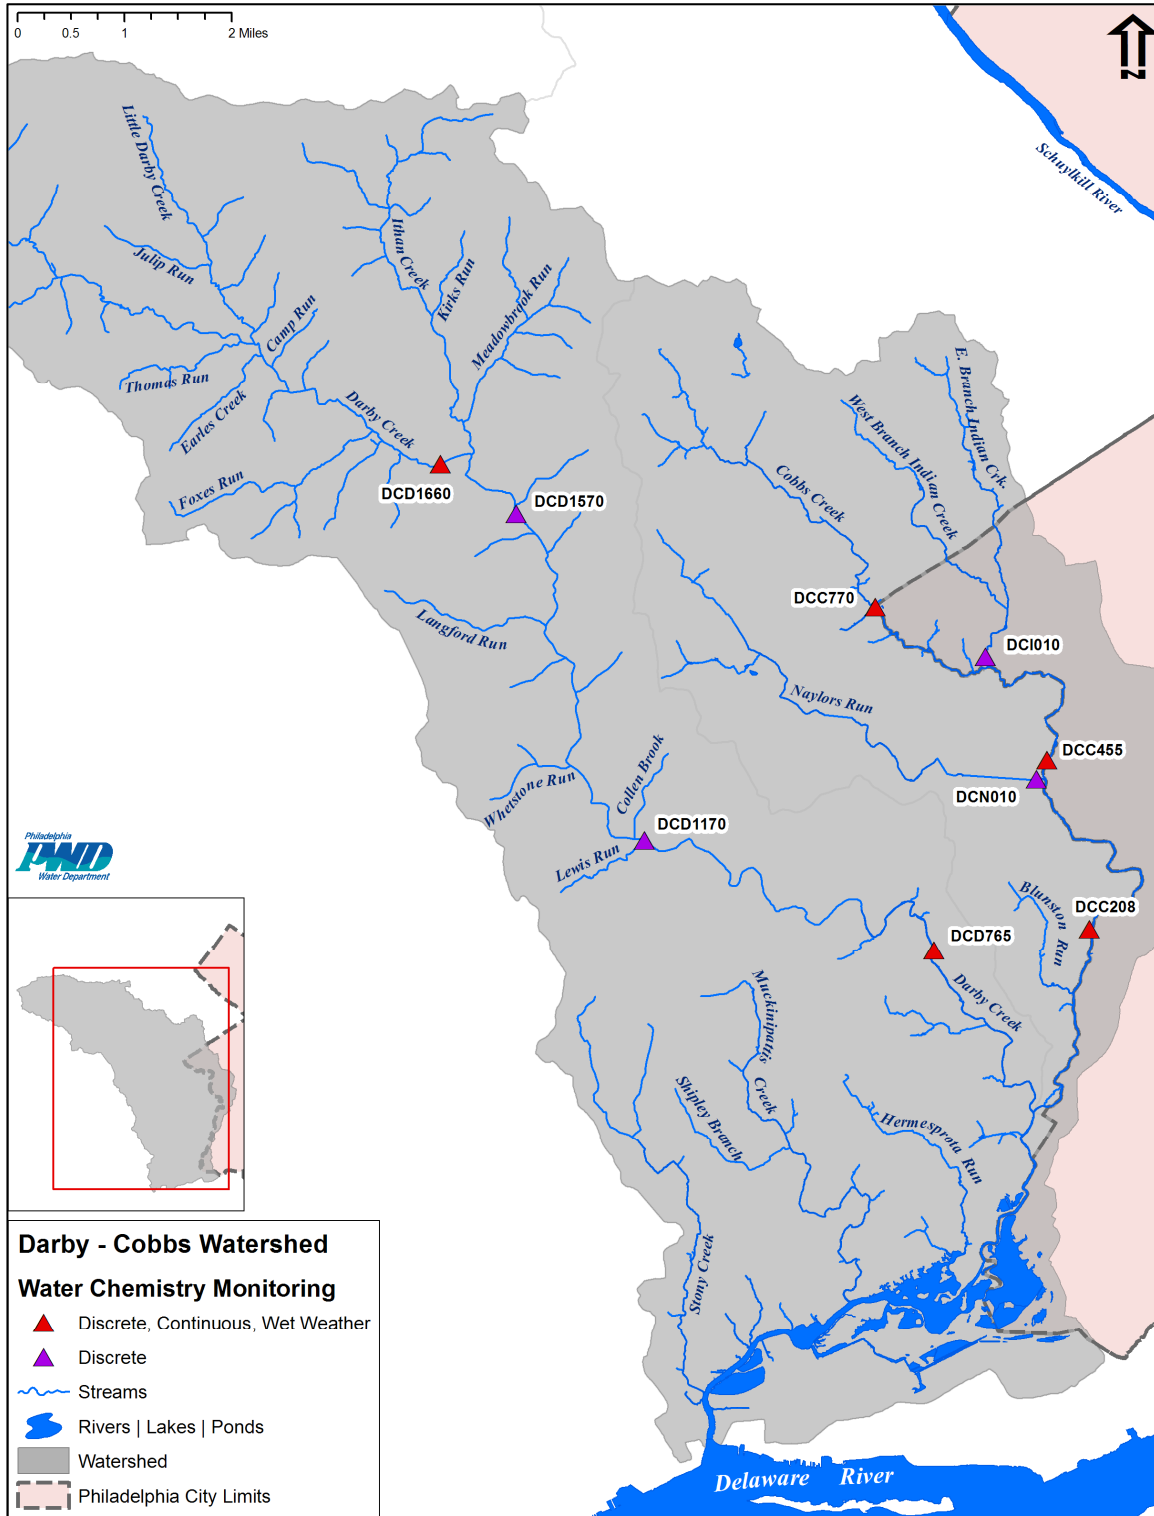 0 0.5 1 2 Miles
N
Schuylkill River
Little Darby Creek
Julip Run
Ithan Creek
Kirks Run
Meadowbrook Run
Camp Run
Thomas Run
Earles Creek
Darby Creek
Foxes Run
DCD1660
DCD1570
E. Branch Indian Crk.
West Branch Indian Creek
Cobbs Creek
DCC770
DCI010
Langford Run
Naylors Run
DCC455
DCN010
Whetstone Run
Collen Brook
DCD1170
Lewis Run
Philadelphia
PWD
Water Department
Blunston Run
DCC208
DCD765
Darby Creek
Muckinipattis Creek
Shipley Branch
Hermesprota Run
Stony Creek
Darby - Cobbs Watershed
Water Chemistry Monitoring
Discrete, Continuous, Wet Weather
Discrete
Streams
Rivers | Lakes | Ponds
Watershed
Philadelphia City Limits
Delaware River